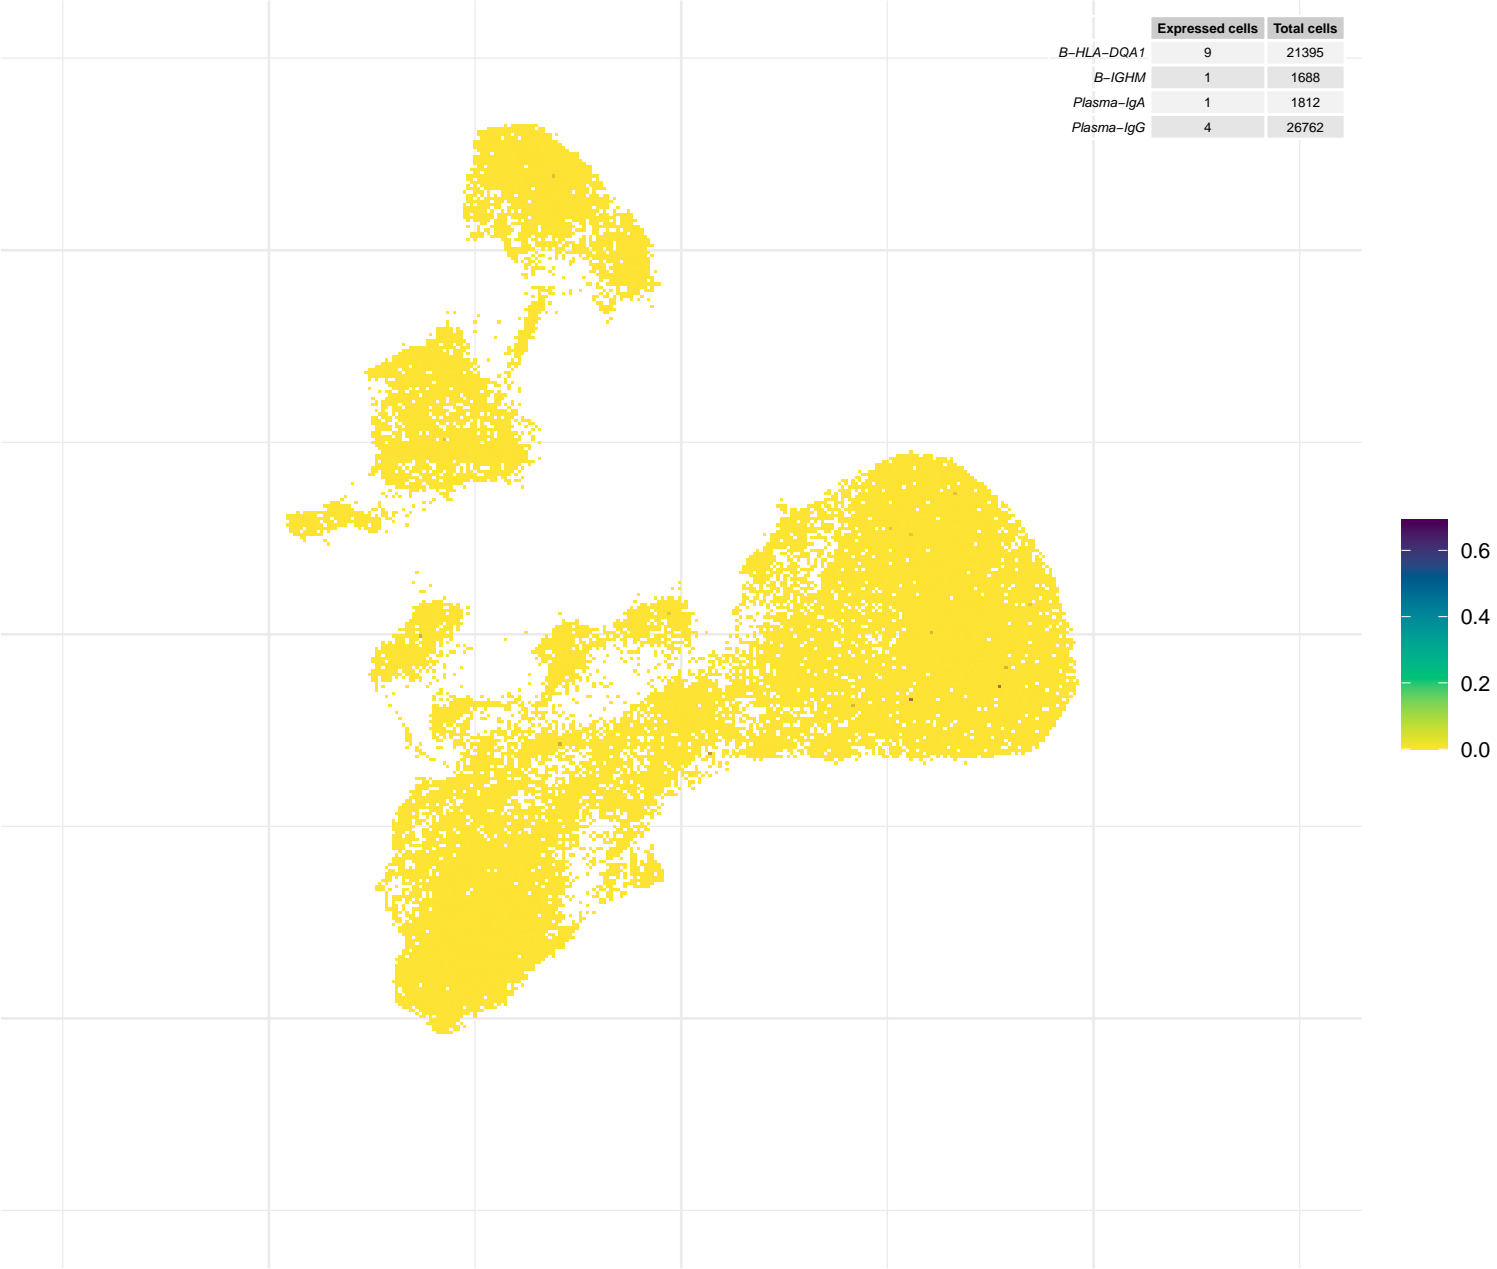 Expressed cells Total cells
B−HLA−DQA1 9 21395
B−IGHM 1 1688
Plasma−IgA 1 1812
Plasma−IgG 4 26762
0.6
0.4
0.2
0.0